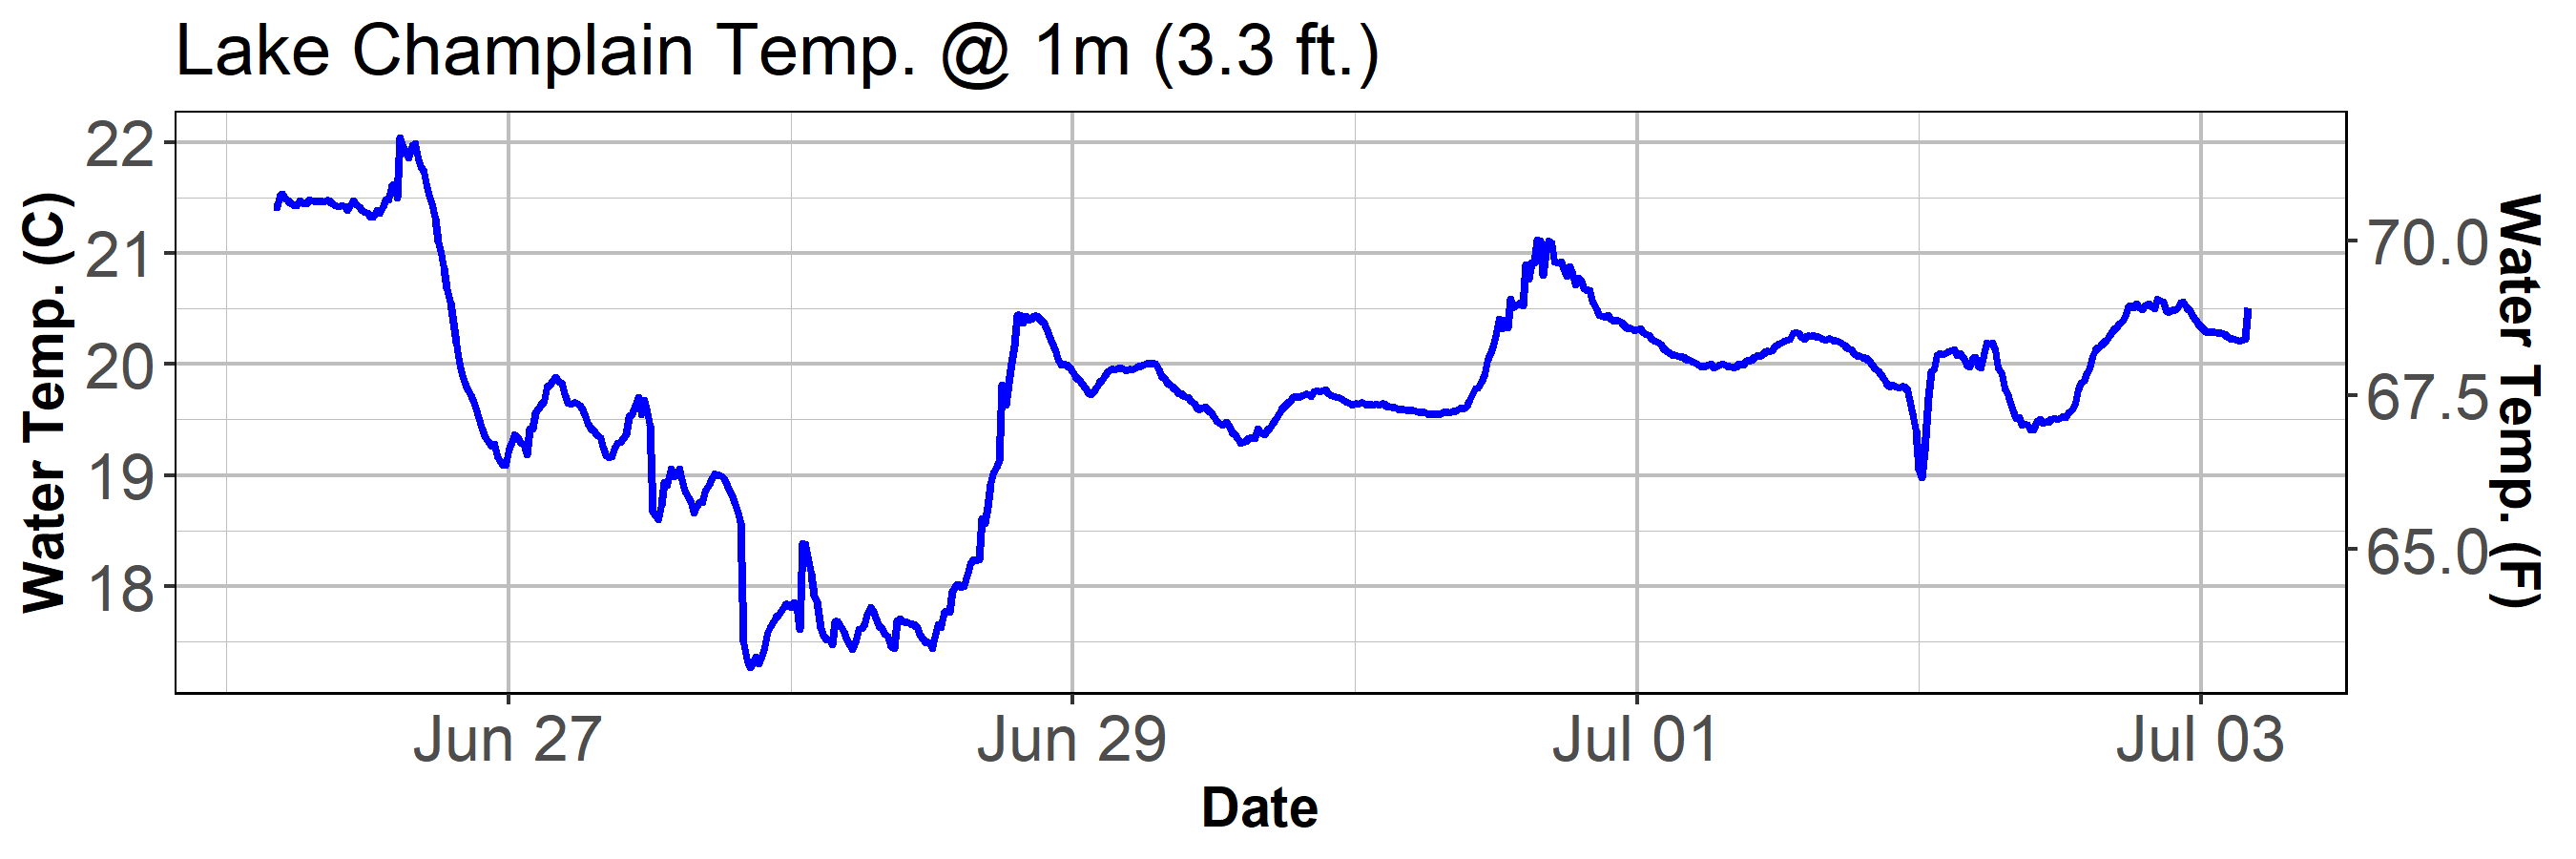 Lake Champlain Temp. @ 1m (3.3 ft.)
Water Temp. (C)
22
21
20
19
18
70.0
67.5
65.0
Water Temp. (F)
Jun 27
Jun 29
Jul 01
Jul 03
Date